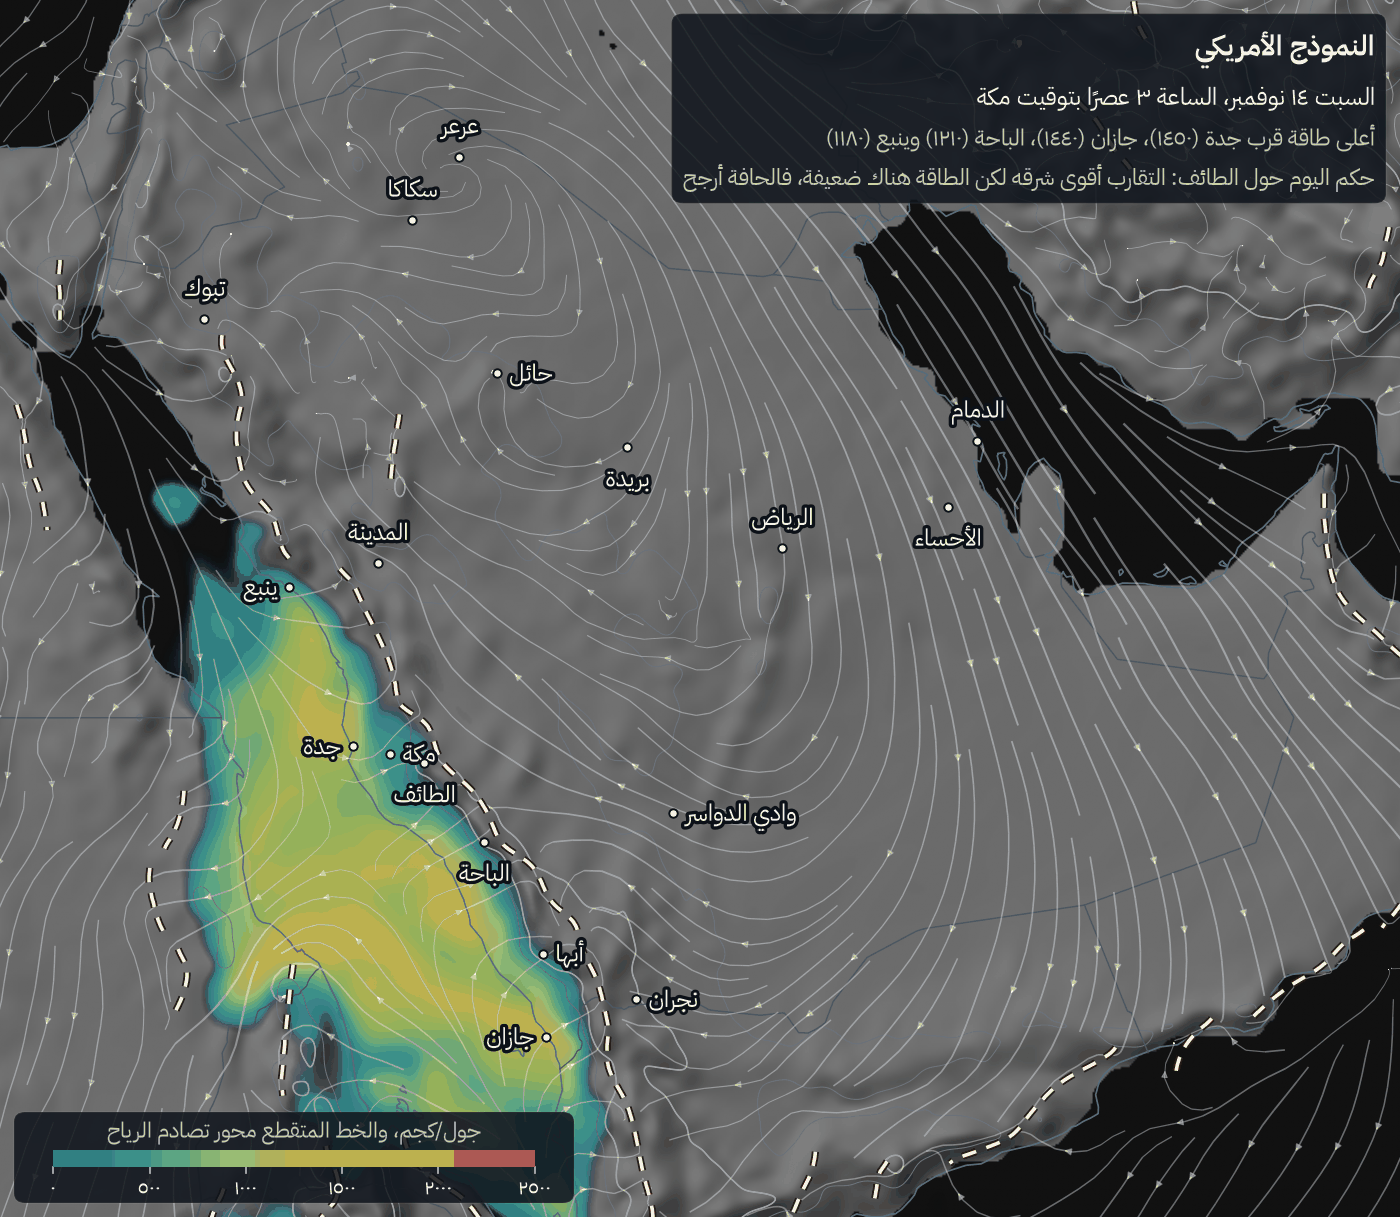 النموذج الأمريكي
السبت ١٤ نوفمبر، الساعة ٣ عصرًا بتوقيت مكة
أعلى طاقة قرب جدة (١٤٥٠)، جازان (١٤٤٠)، الباحة (١٢١٠) وينبع (١١٨٠)
حكم اليوم حول الطائف: التقارب أقوى شرقه لكن الطاقة هناك ضعيفة، فالحافة أرجح
عرعر
سكاكا
تبوك
حائل
الدمام
بريدة
الرياض
الأحساء
المدينة
ينبع
جدة
مكة
الطائف
وادي الدواسر
الباحة
أبها
نجران
جازان
جول/كجم، والخط المتقطع محور تصادم الرياح
٠ ٥٠٠ ١٠٠٠ ١٥٠٠ ٢٠٠٠ ٢٥٠٠